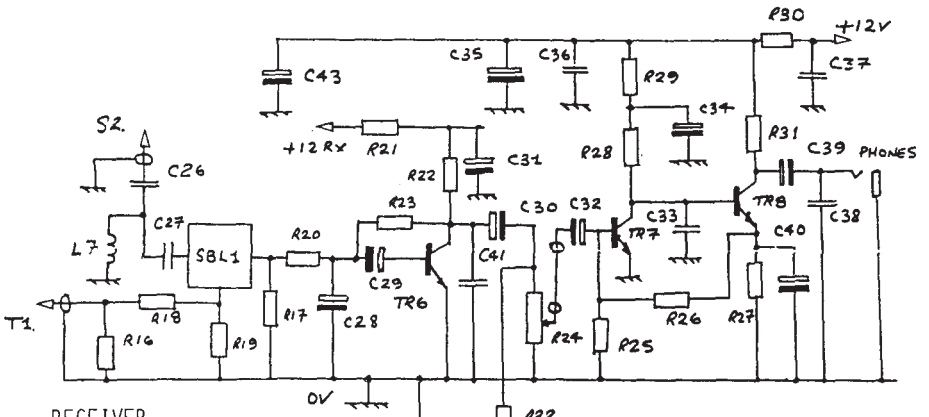 R30
+12V
C43
C35
C36
R29
C37
C34
S2.
+12 Rx
R21
R28
R31
C39
PHONES
C26
R22
C31
L7
C27
R23
C30
C32
TR8
SBL1
R20
TR7
C33
C38
C29
C41
C40
TR6
T1.
R18
R17
C28
R24
R26
R27
R16
R19
R25
0V
RECEIVER